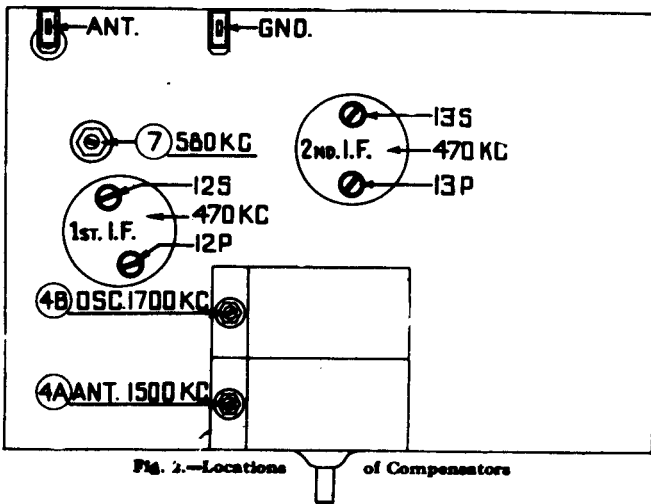 ANT.
GND.
7 580 KC
13S
2ND. I.F.
470 KC
13P
12S
1ST. I.F.
470 KC
12P
4B OSC. 1700 KC
4A ANT. 1500 KC
Fig. 2.—Locations of Compensators